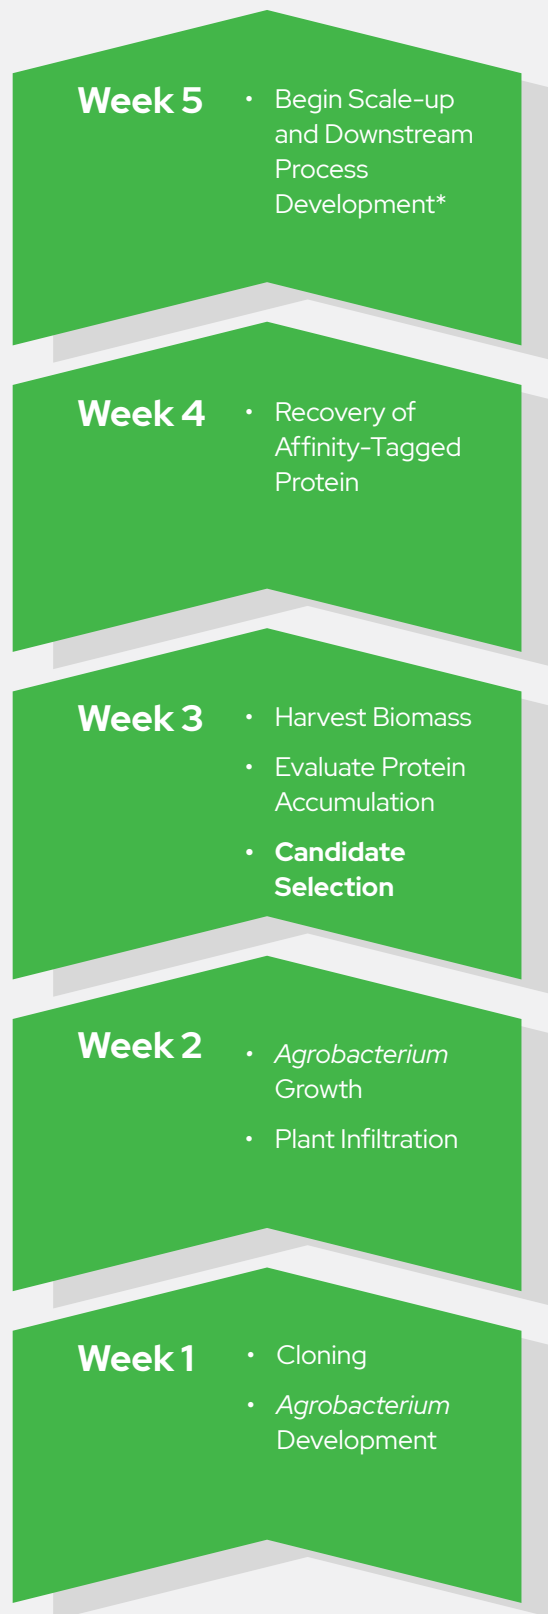 Week 5
• Begin Scale-up
and Downstream
Process
Development*
Week 4
• Recovery of
Affinity-Tagged
Protein
Week 3
• Harvest Biomass
• Evaluate Protein
Accumulation
• Candidate
Selection
Week 2
• Agrobacterium
Growth
• Plant Infiltration
Week 1
• Cloning
• Agrobacterium
Development